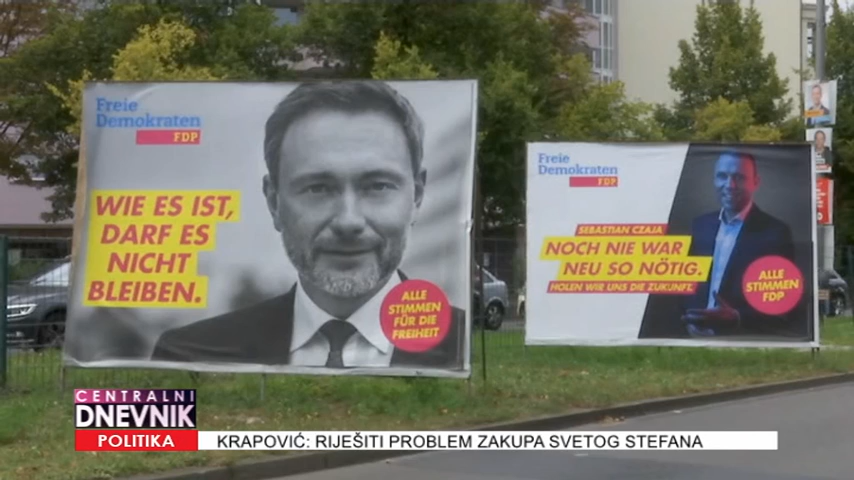 Freie
Demokraten
FDP
WIE ES IST,
DARF ES
NICHT
BLEIBEN.
ALLE
STIMMEN
FÜR DIE
FREIHEIT
Freie
Demokraten
FDP
SEBASTIAN CZAJA
NOCH NIE WAR
NEU SO NÖTIG.
HOLEN WIR UNS DIE ZUKUNFT.
ALLE
STIMMEN
FDP
CENTRALNI
DNEVNIK
POLITIKA
KRAPOVIĆ: RIJEŠITI PROBLEM ZAKUPA SVETOG STEFANA